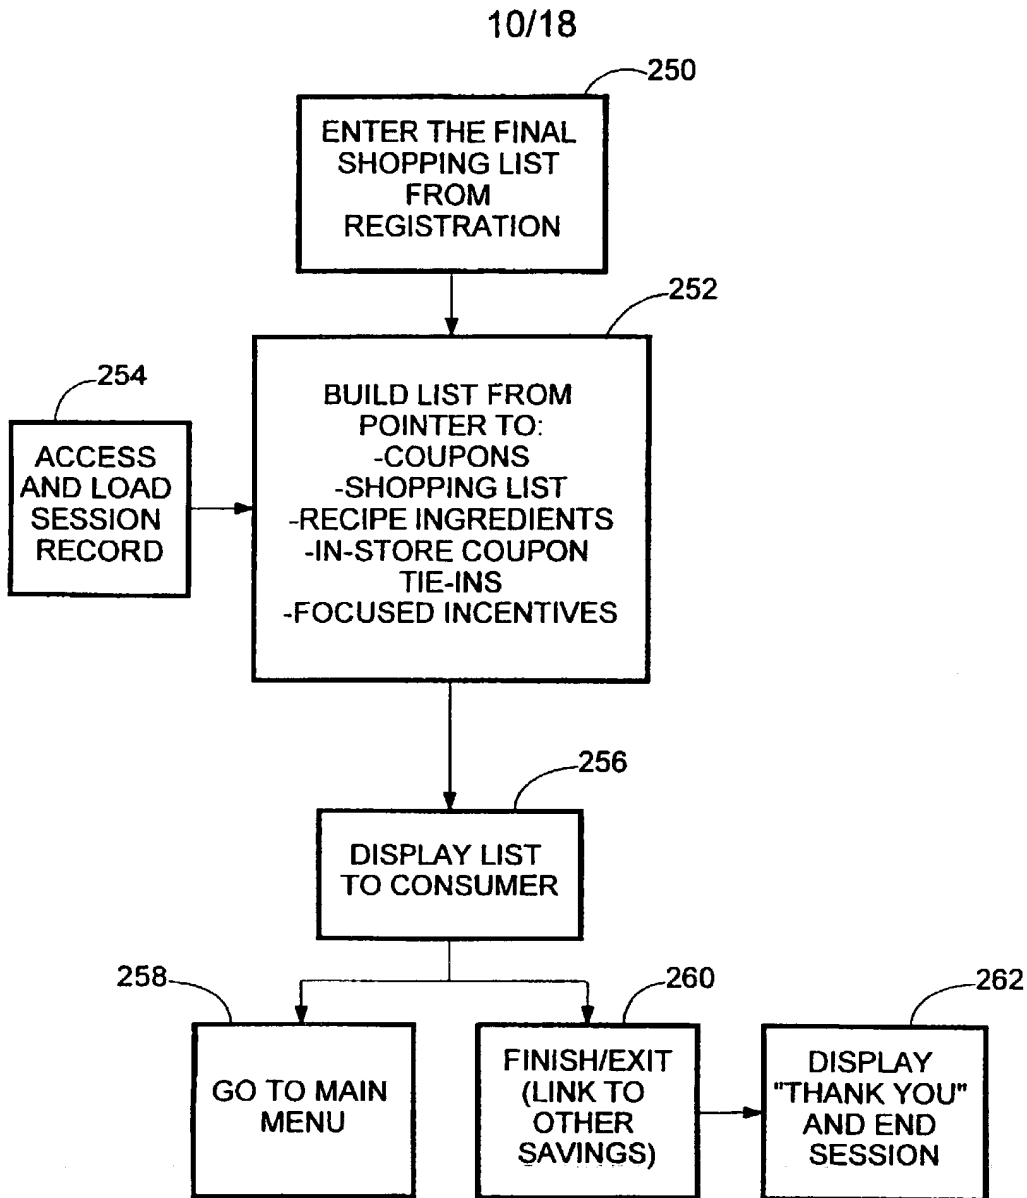 10/18
250
ENTER THE FINAL
SHOPPING LIST
FROM
REGISTRATION
252
BUILD LIST FROM
POINTER TO:
-COUPONS
-SHOPPING LIST
-RECIPE INGREDIENTS
-IN-STORE COUPON
TIE-INS
-FOCUSED INCENTIVES
254
ACCESS
AND LOAD
SESSION
RECORD
256
DISPLAY LIST
TO CONSUMER
258
GO TO MAIN
MENU
260
FINISH/EXIT
(LINK TO
OTHER
SAVINGS)
262
DISPLAY
"THANK YOU"
AND END
SESSION